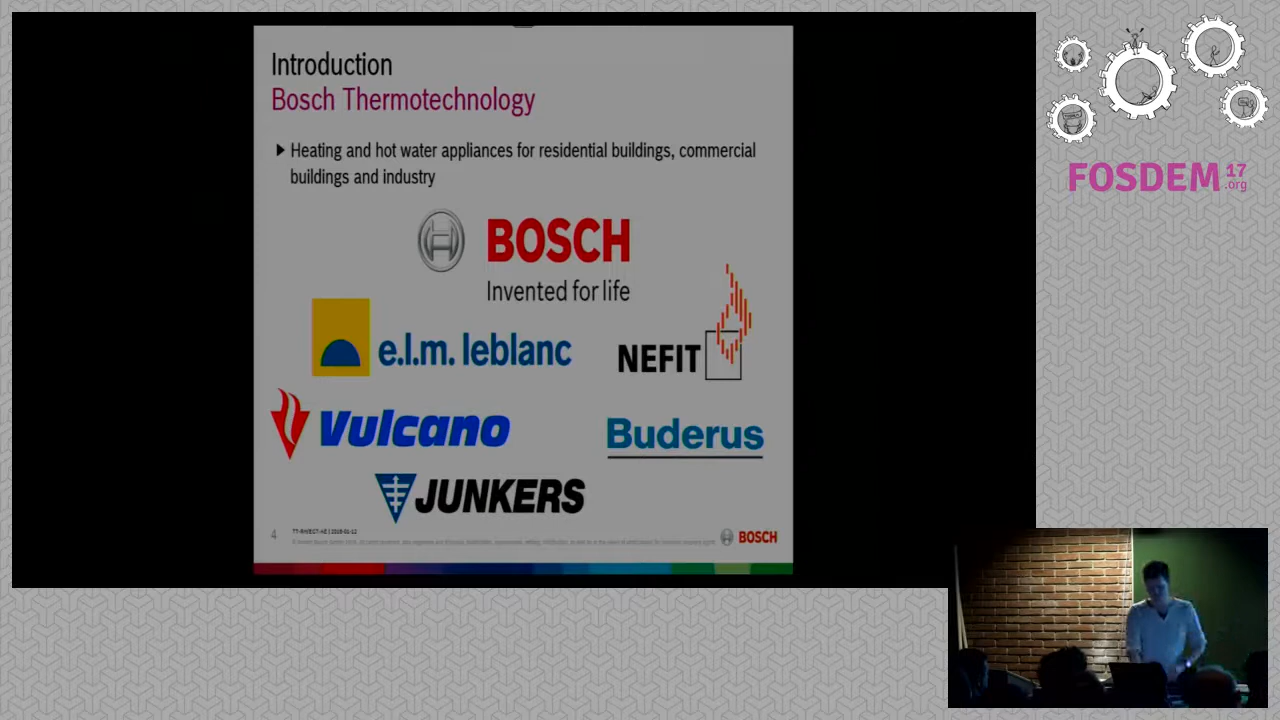 Introduction
Bosch Thermotechnology
Heating and hot water appliances for residential buildings, commercial
buildings and industry
BOSCH
Invented for life
e.l.m. leblanc
NEFIT
Vulcano
Buderus
JUNKERS
4
BOSCH
FOSDEM 17
.org